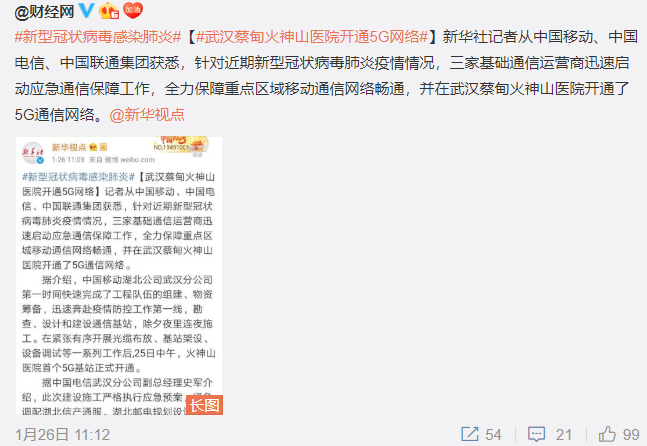 @财经网
加油
#新型冠状病毒感染肺炎#【#武汉蔡甸火神山医院开通5G网络#】新华社记者从中国移动、中国
电信、中国联通集团获悉，针对近期新型冠状病毒肺炎疫情情况，三家基础通信运营商迅速启
动应急通信保障工作，全力保障重点区域移动通信网络畅通，并在武汉蔡甸火神山医院开通了
5G通信网络。@新华视点
新华视点
NO.13491001
1-26 11:03 来自 微博 weibo.com
#新型冠状病毒感染肺炎#【武汉蔡甸火神山
医院开通5G网络】记者从中国移动、中国电
信、中国联通集团获悉，针对近期新型冠状
病毒肺炎疫情情况，三家基础通信运营商迅
速启动应急通信保障工作，全力保障重点区
域移动通信网络畅通，并在武汉蔡甸火神山
医院开通了5G通信网络。
据介绍，中国移动湖北公司武汉分公司
第一时间快速完成了工程队伍的组建、物资
筹备，迅速奔赴疫情防控工作第一线，勘
查、设计和建设通信基站，除夕夜里连夜施
工。在紧张有序开展光缆布放、基站架设、
设备调试等一系列工作后,25日中午，火神山
医院首个5G基站正式开通。
据中国电信武汉分公司副总经理史军介
绍，此次建设施工严格执行应急预案，
调配湖北信产通服、湖北邮电规划设
长图
1月26日 11:12
54
21
99